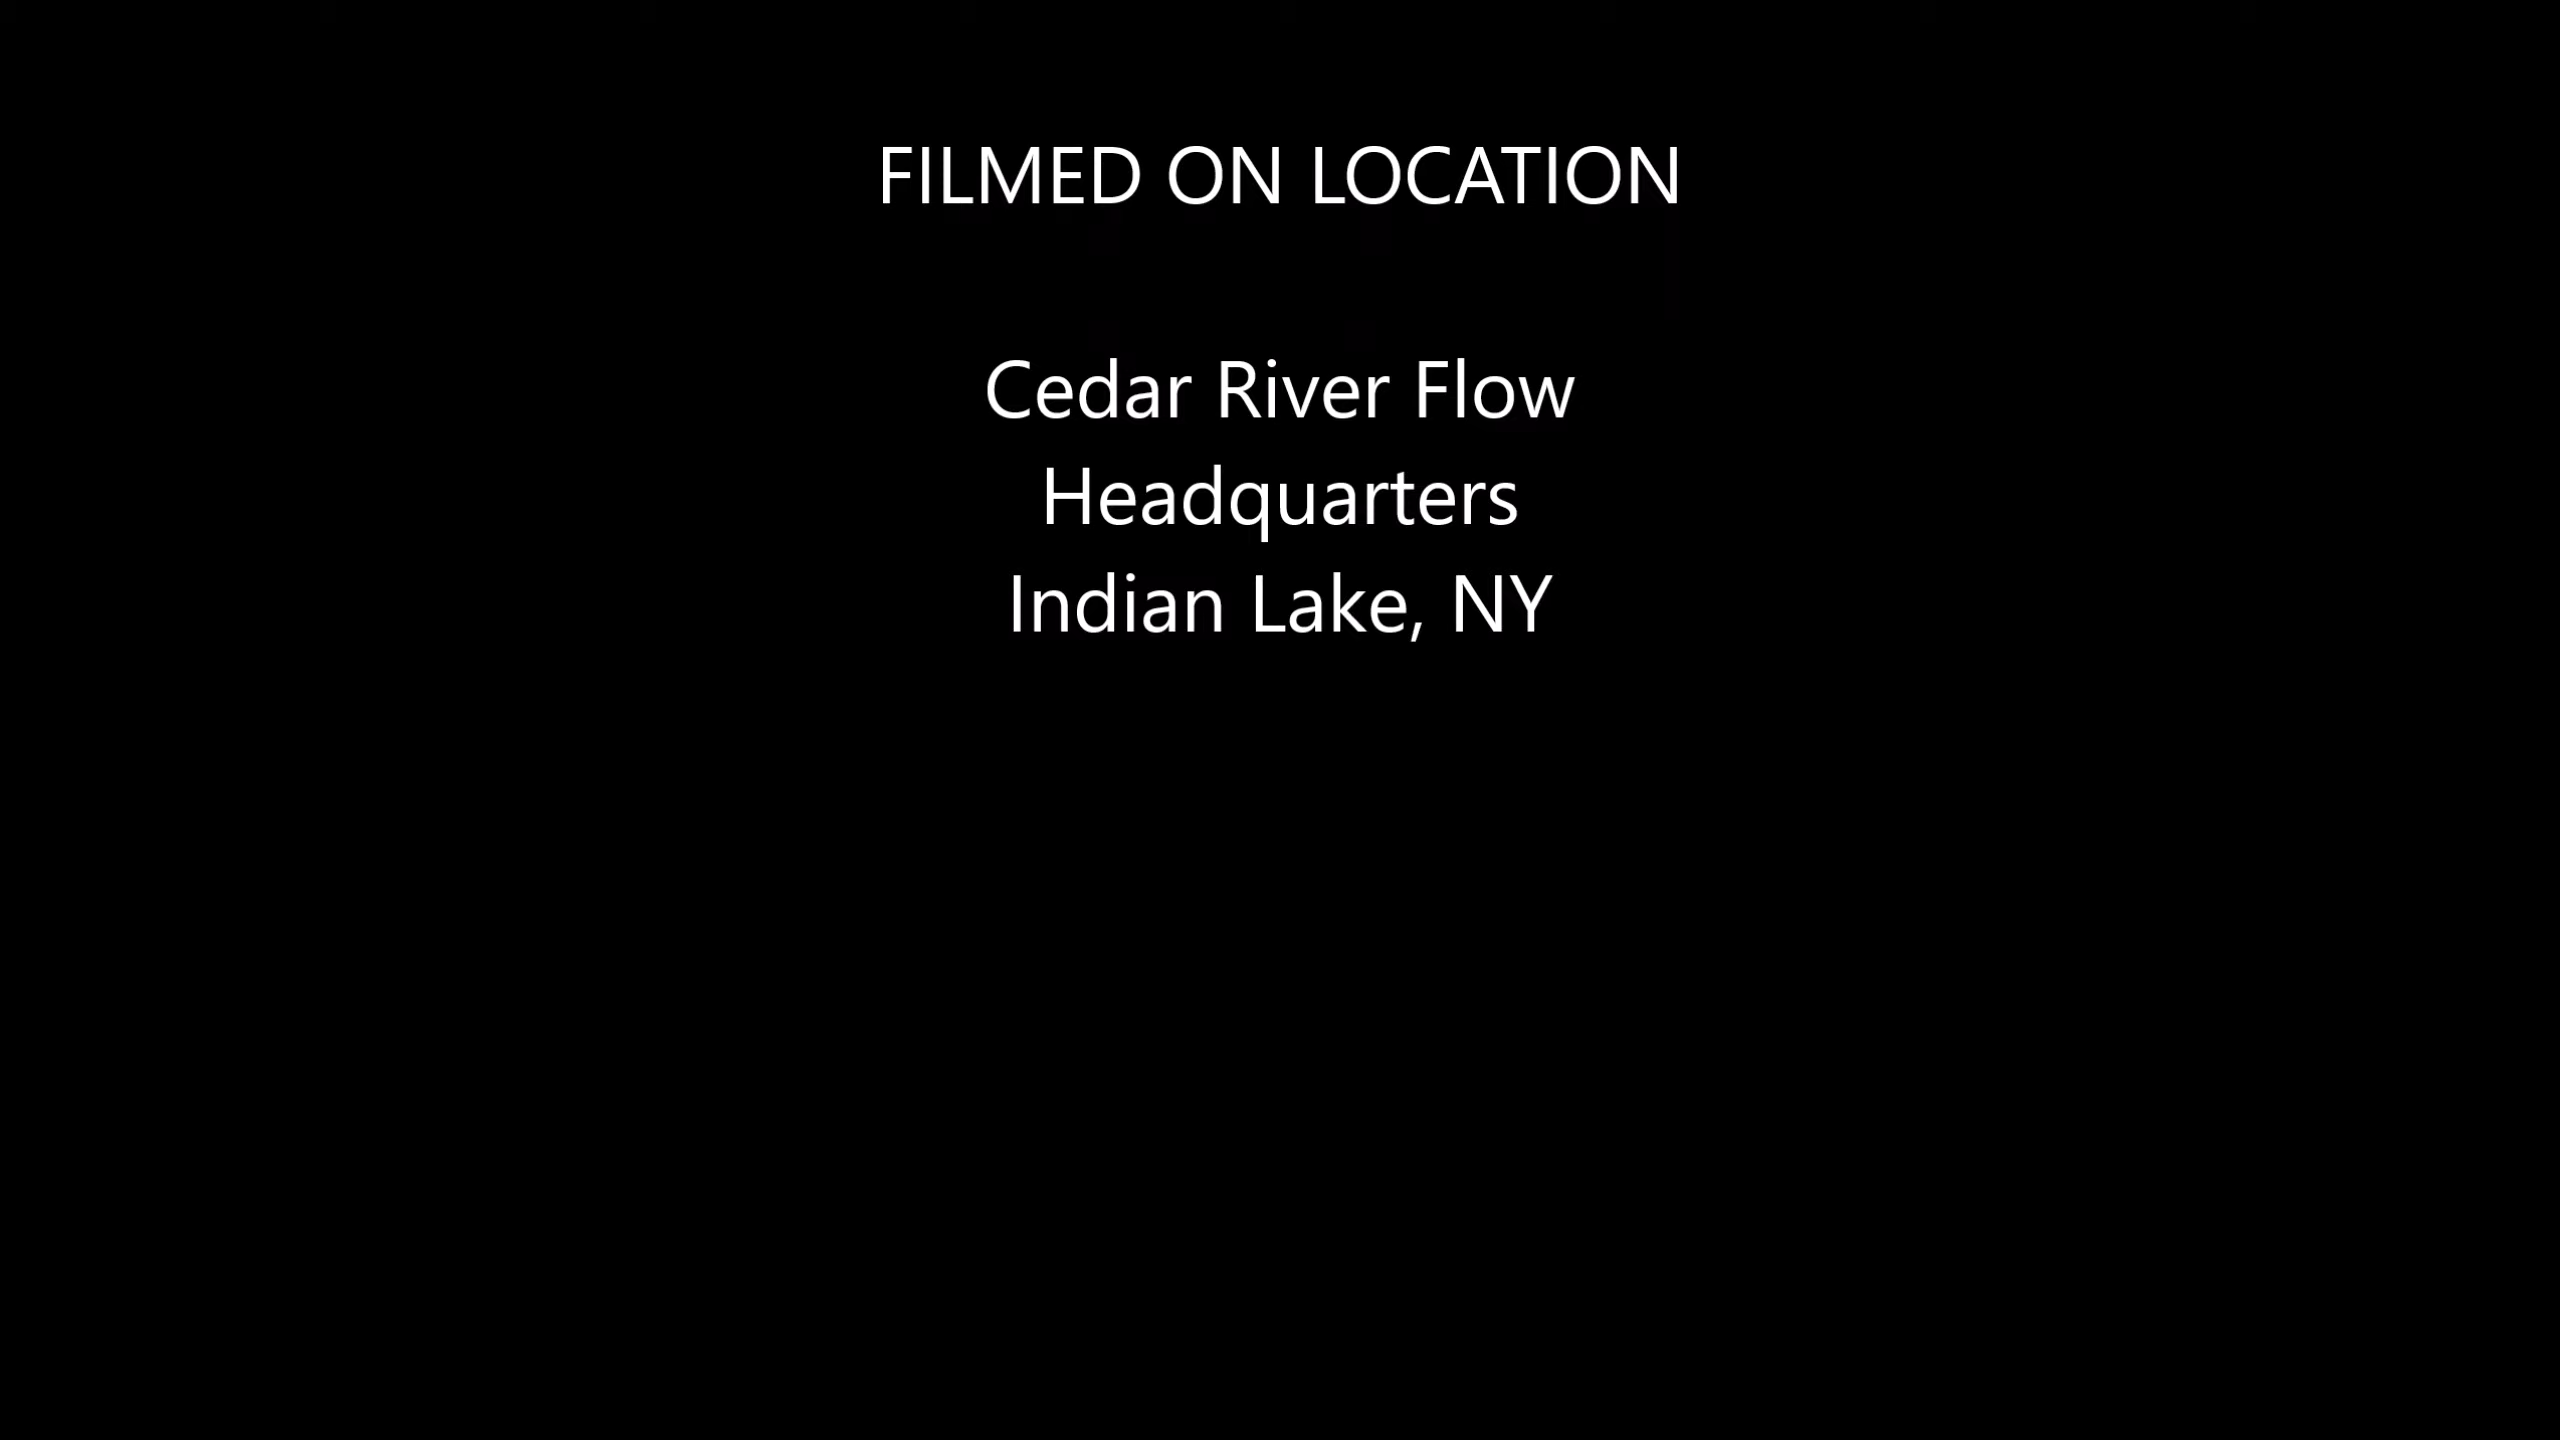 FILMED ON LOCATION
Cedar River Flow
Headquarters
Indian Lake, NY